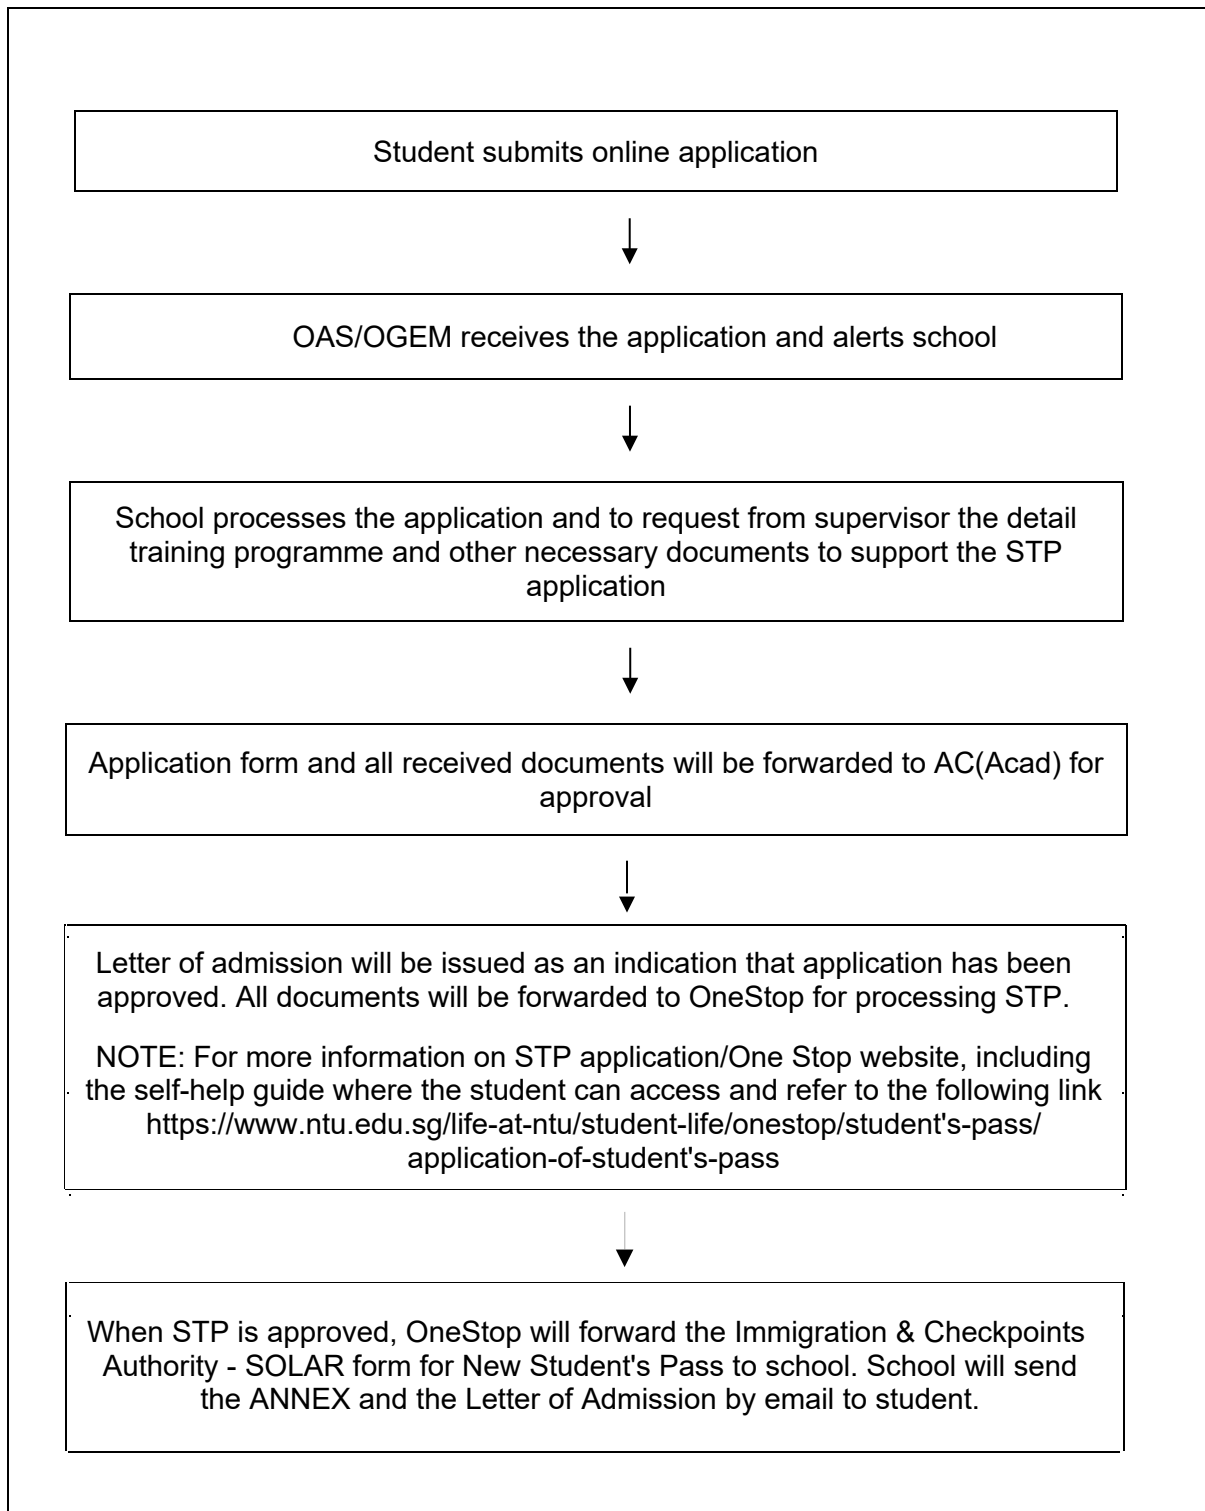 Student submits online application
OAS/OGEM receives the application and alerts school
School processes the application and to request from supervisor the detail
training programme and other necessary documents to support the STP
application
Application form and all received documents will be forwarded to AC(Acad) for
approval
Letter of admission will be issued as an indication that application has been
approved. All documents will be forwarded to OneStop for processing STP.
NOTE: For more information on STP application/One Stop website, including
the self-help guide where the student can access and refer to the following link
https://www.ntu.edu.sg/life-at-ntu/student-life/onestop/student's-pass/
application-of-student's-pass
When STP is approved, OneStop will forward the Immigration & Checkpoints
Authority - SOLAR form for New Student's Pass to school. School will send
the ANNEX and the Letter of Admission by email to student.